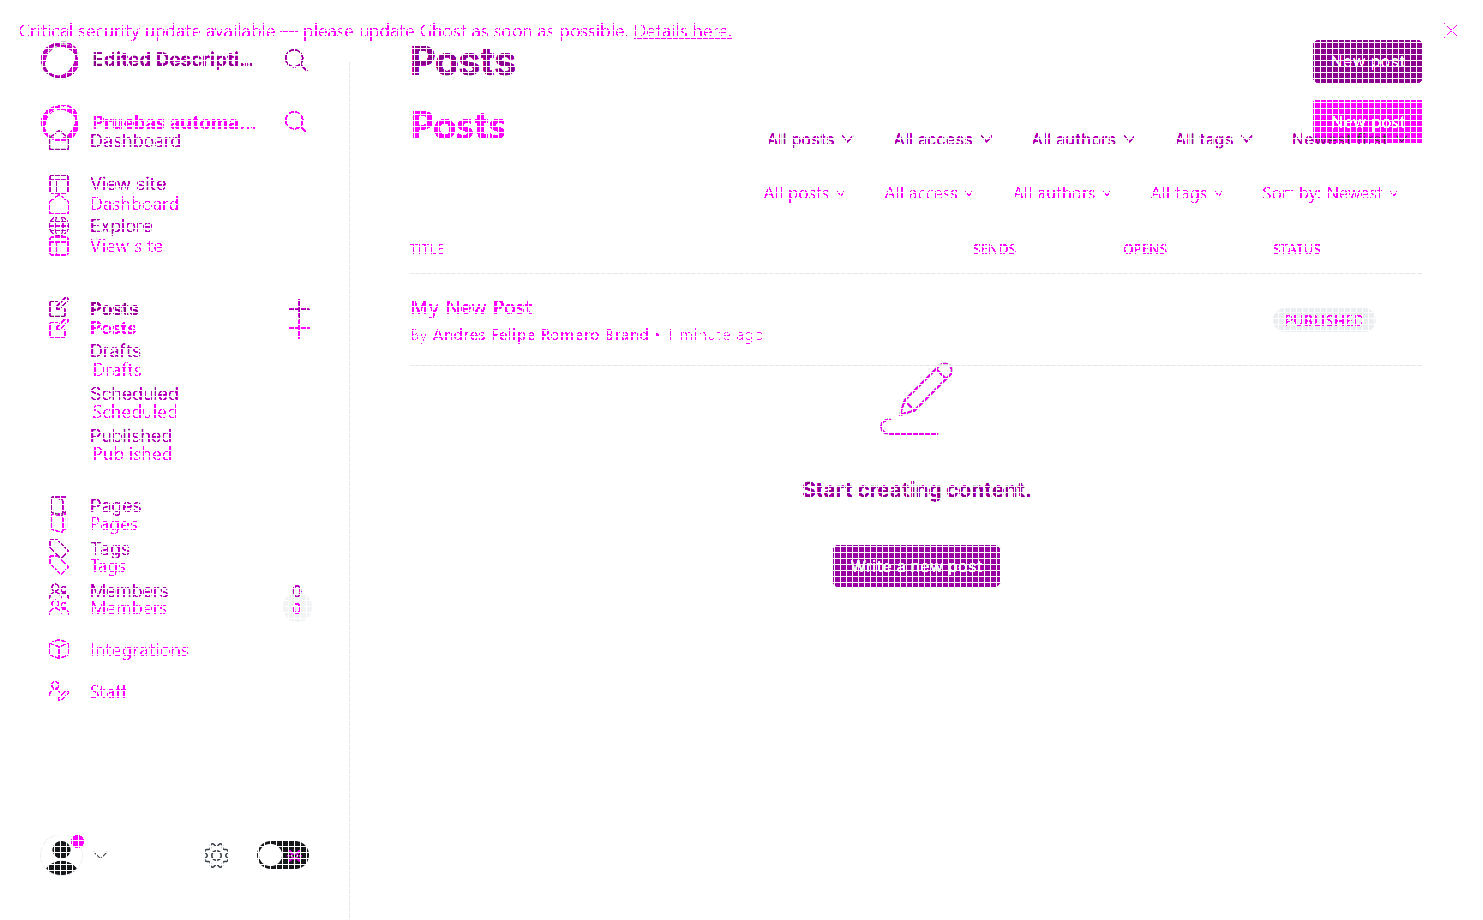 Critical security update available — please update Ghost as soon as possible. Details here.
Edited Descripti...
Posts
New post
Pruebas automa...
Posts
New post
Dashboard
All posts
All access
All authors
All tags
View site
Dashboard
All posts
All access
All authors
All tags
Sort by: Newest
Explore
View site
TITLE
SENDS
OPENS
STATUS
Posts
My New Post
Posts
PUBLISHED
By Andres Felipe Romero Brand • 1 minute ago
Drafts
Drafts
Scheduled
Scheduled
Published
Published
Start creating content.
Pages
Pages
Tags
Tags
Write a new post
Members
0
Members
0
Integrations
Staff